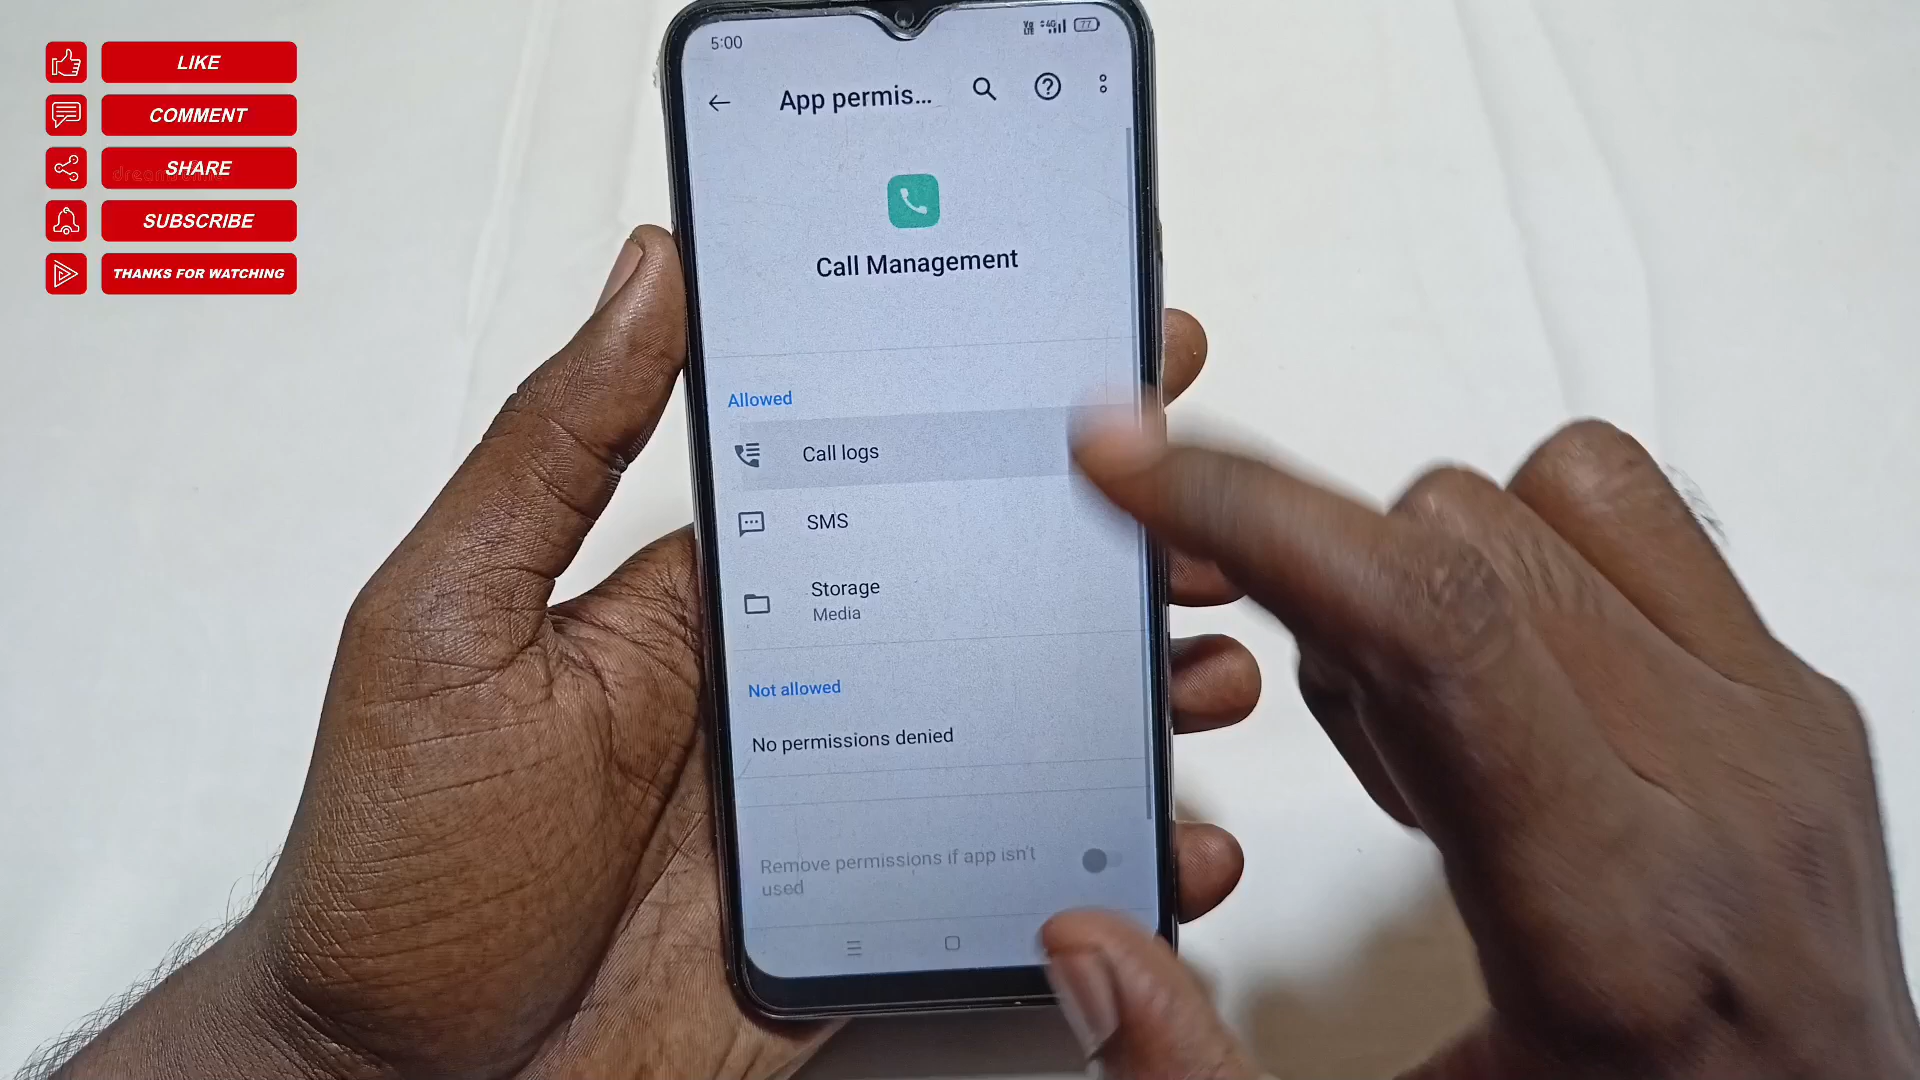 LIKE
COMMENT
SHARE
SUBSCRIBE
THANKS FOR WATCHING
5:00
77
App permis...
Call Management
Allowed
Call logs
SMS
Storage
Media
Not allowed
No permissions denied
Remove permissions if app isn't
used